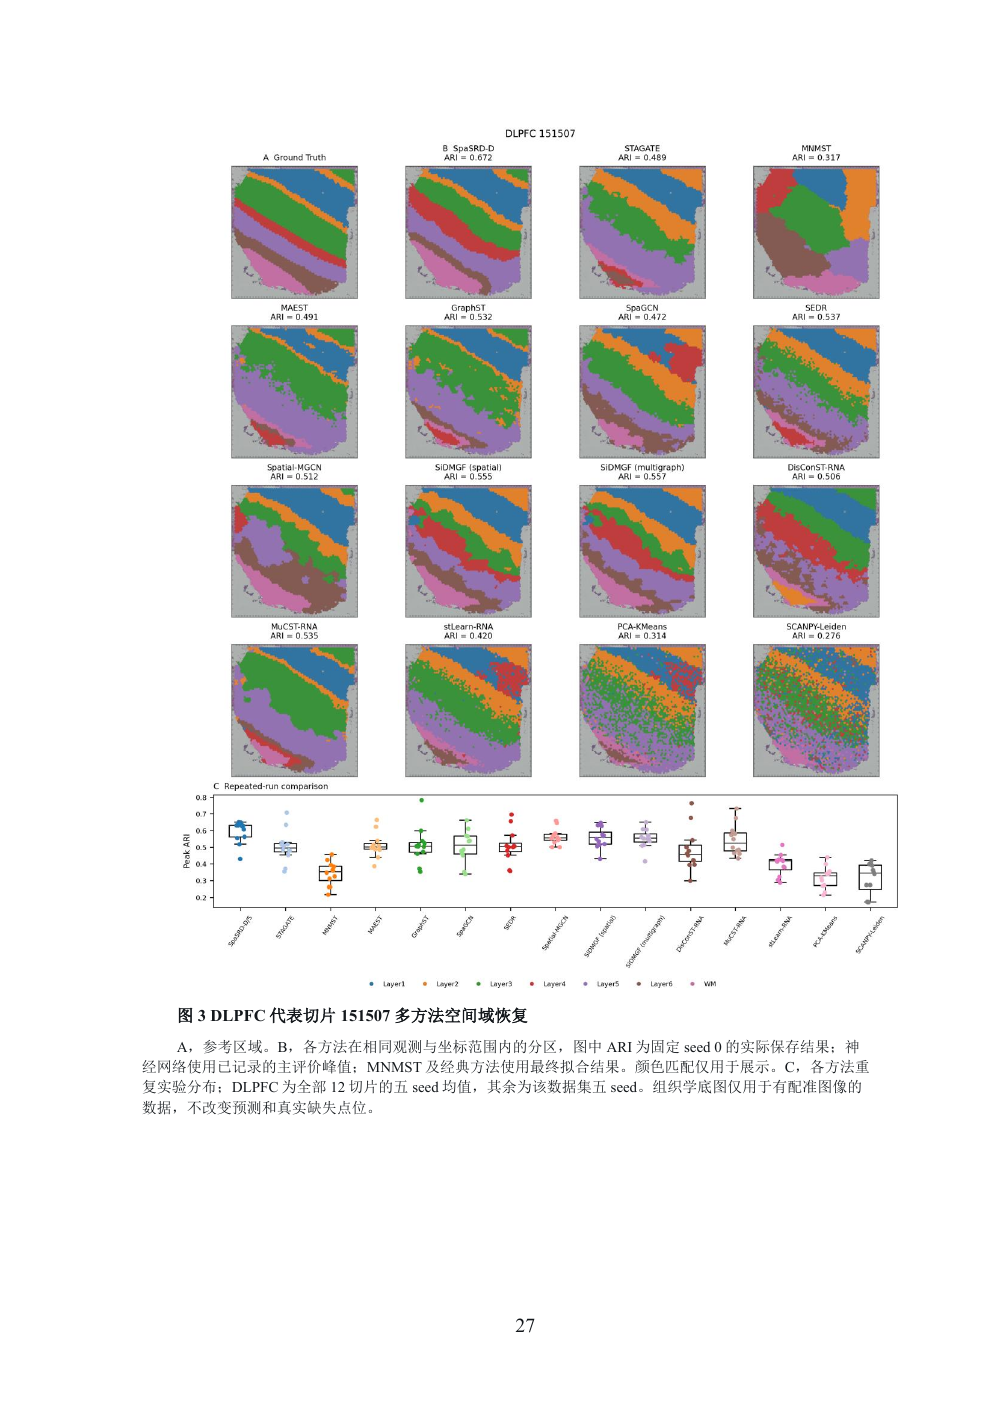 DLPFC 151507
A Ground Truth
B SpaSRD-D
ARI = 0.672
STAGATE
ARI = 0.489
MNMST
ARI = 0.317
MAEST
ARI = 0.491
GraphST
ARI = 0.532
SpaGCN
ARI = 0.472
SEDR
ARI = 0.537
Spatial-MGCN
ARI = 0.512
SiDMGF (spatial)
ARI = 0.555
SiDMGF (multigraph)
ARI = 0.557
DisConST-RNA
ARI = 0.506
MuCST-RNA
ARI = 0.535
stLearn-RNA
ARI = 0.420
PCA-KMeans
ARI = 0.314
SCANPY-Leiden
ARI = 0.276
C Repeated-run comparison
Peak ARI
0.8
0.7
0.6
0.5
0.4
0.3
0.2
SpaSRD-D/S
STAGATE
MNMST
MAEST
GraphST
SpaGCN
SEDR
Spatial-MGCN
SiDMGF (spatial)
SiDMGF (multigraph)
DisConST-RNA
MuCST-RNA
stLearn-RNA
PCA-KMeans
SCANPY-Leiden
Layer1 Layer2 Layer3 Layer4 Layer5 Layer6 WM
图 3 DLPFC 代表切片 151507 多方法空间域恢复
A，参考区域。B，各方法在相同观测与坐标范围内的分区，图中 ARI 为固定 seed 0 的实际保存结果；神
经网络使用已记录的主评价峰值；MNMST 及经典方法使用最终拟合结果。颜色匹配仅用于展示。C，各方法重
复实验分布；DLPFC 为全部 12 切片的五 seed 均值，其余为该数据集五 seed。组织学底图仅用于有配准图像的
数据，不改变预测和真实缺失点位。
27